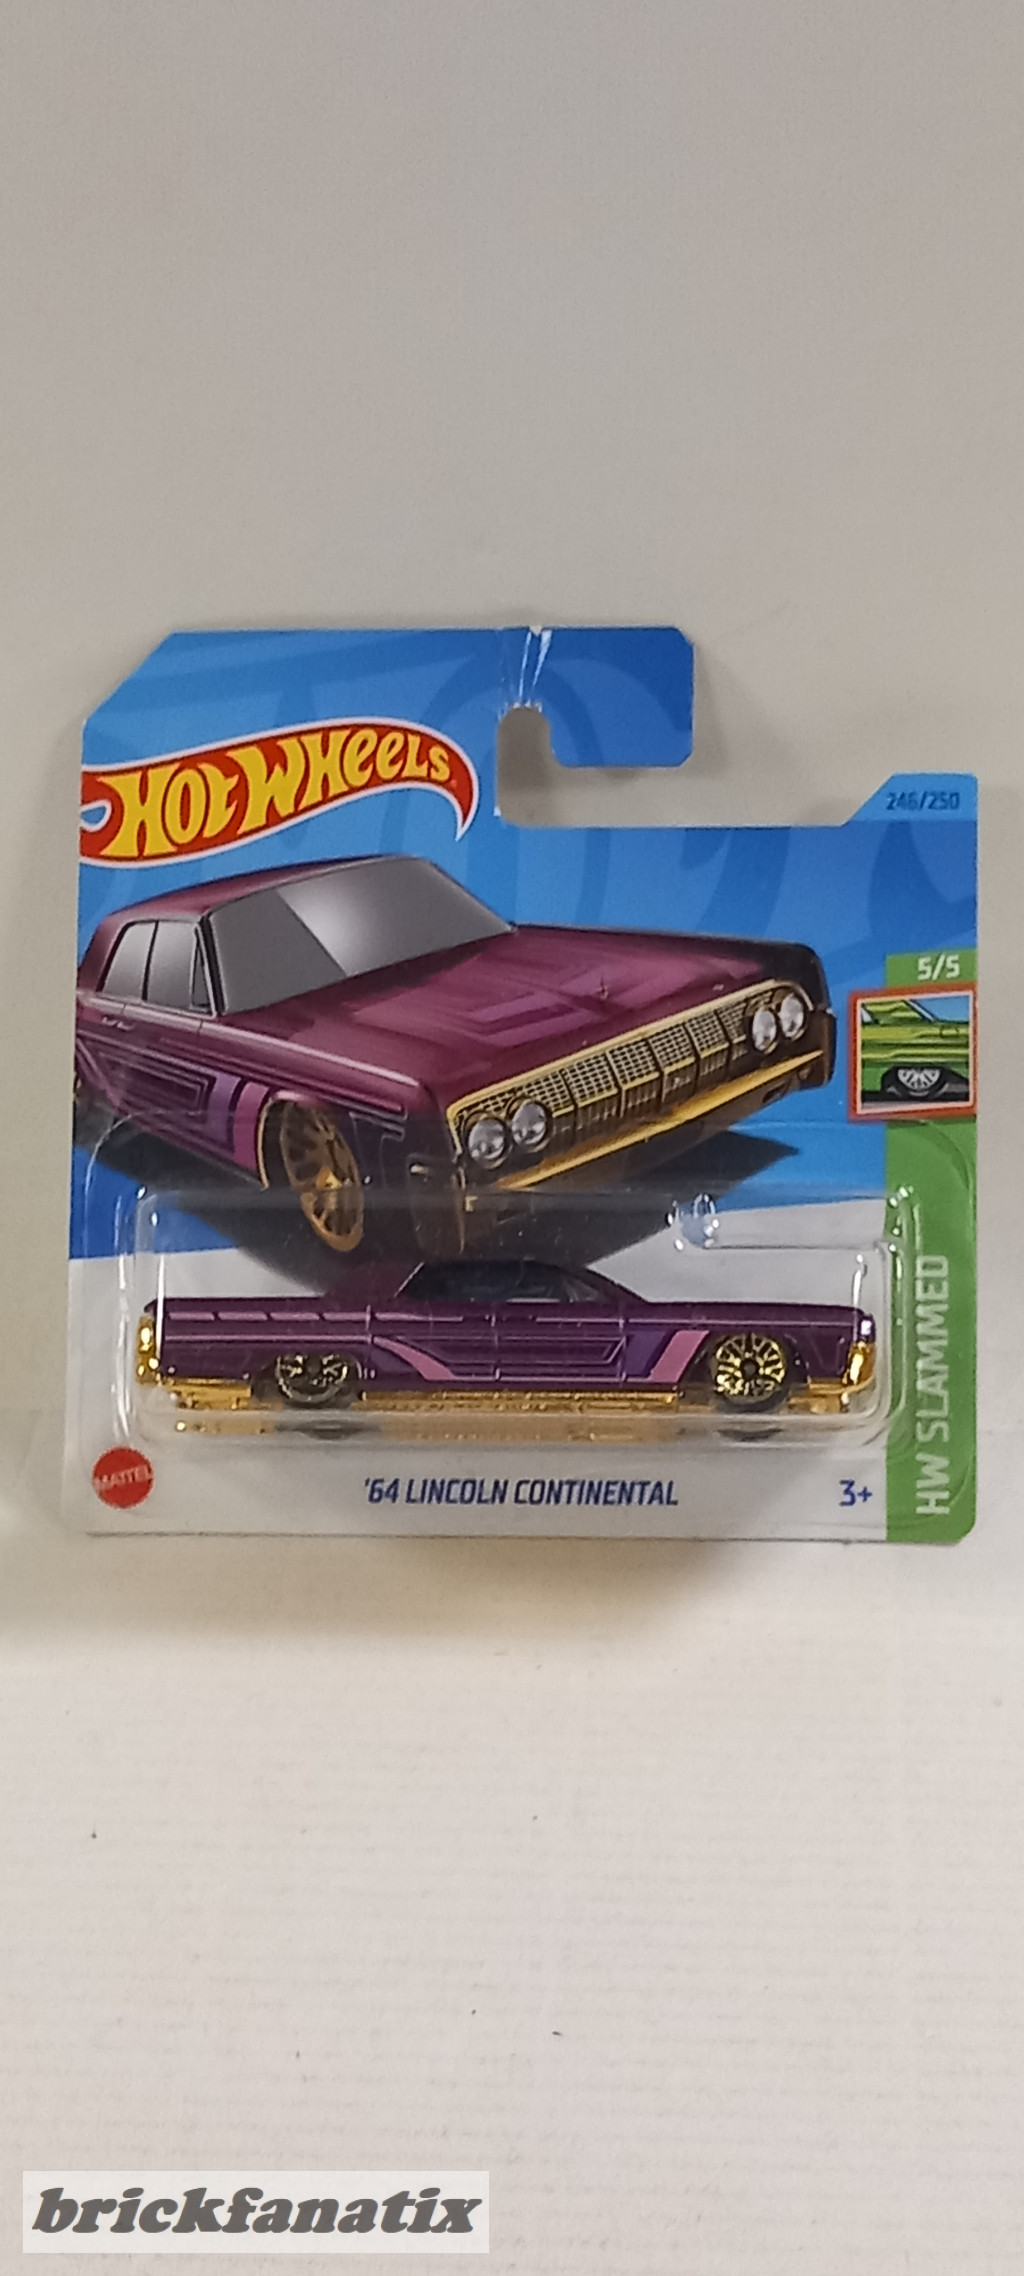 HOT WHEELS
246/250
5/5
HW SLAMMED
MATTEL
'64 LINCOLN CONTINENTAL
3+
brickfanatix